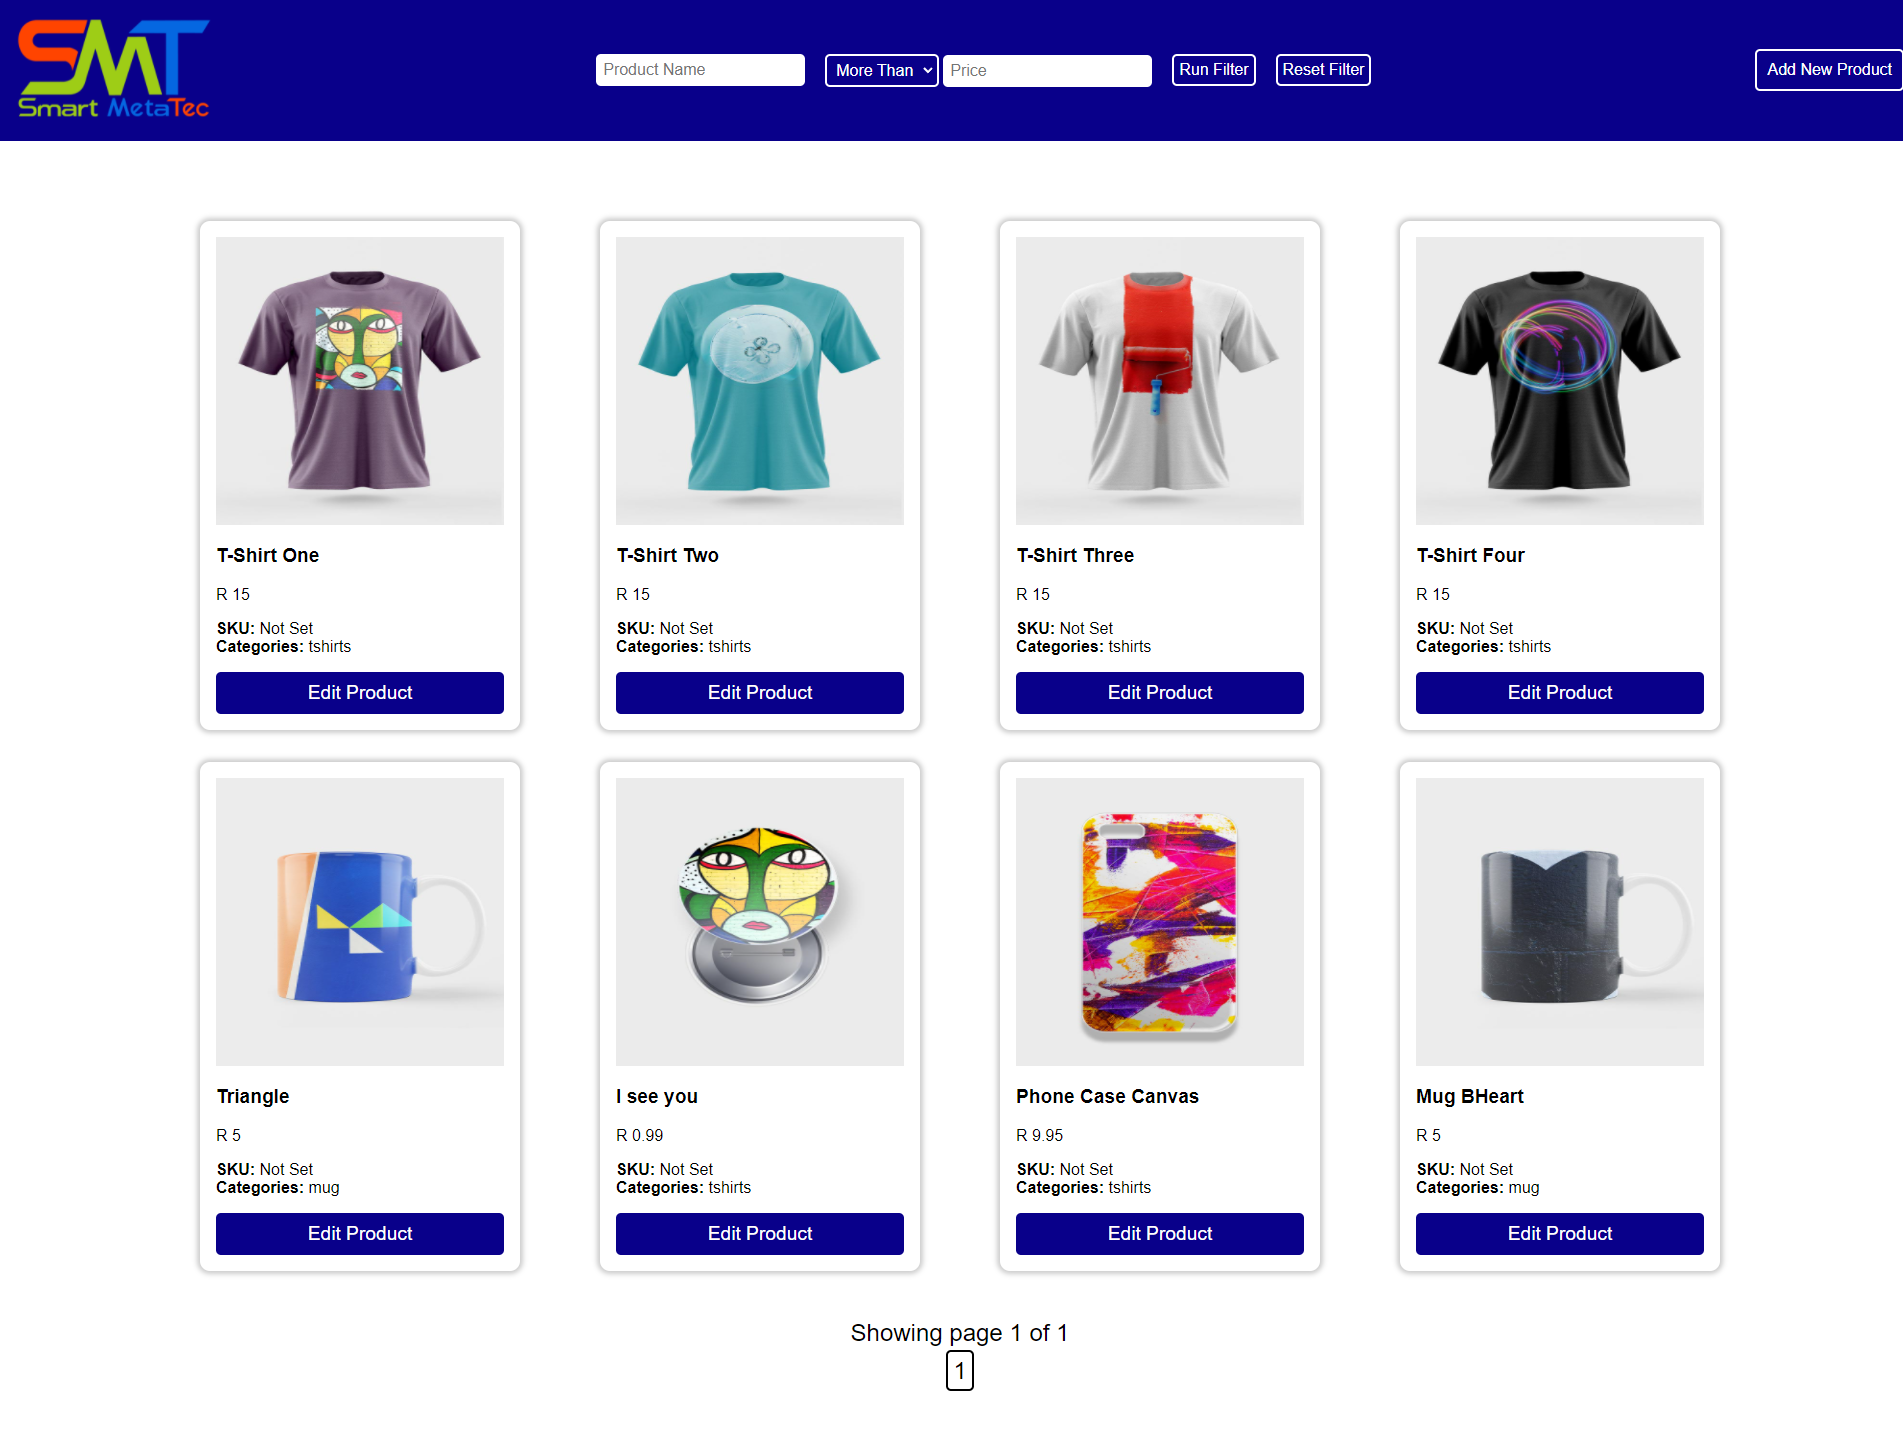 SMT
Smart MetaTec
Product Name
More Than
Price
Run Filter
Reset Filter
Add New Product
T-Shirt One
R 15
SKU: Not Set
Categories: tshirts
Edit Product
T-Shirt Two
R 15
SKU: Not Set
Categories: tshirts
Edit Product
T-Shirt Three
R 15
SKU: Not Set
Categories: tshirts
Edit Product
T-Shirt Four
R 15
SKU: Not Set
Categories: tshirts
Edit Product
Triangle
R 5
SKU: Not Set
Categories: mug
Edit Product
I see you
R 0.99
SKU: Not Set
Categories: tshirts
Edit Product
Phone Case Canvas
R 9.95
SKU: Not Set
Categories: tshirts
Edit Product
Mug BHeart
R 5
SKU: Not Set
Categories: mug
Edit Product
Showing page 1 of 1
1